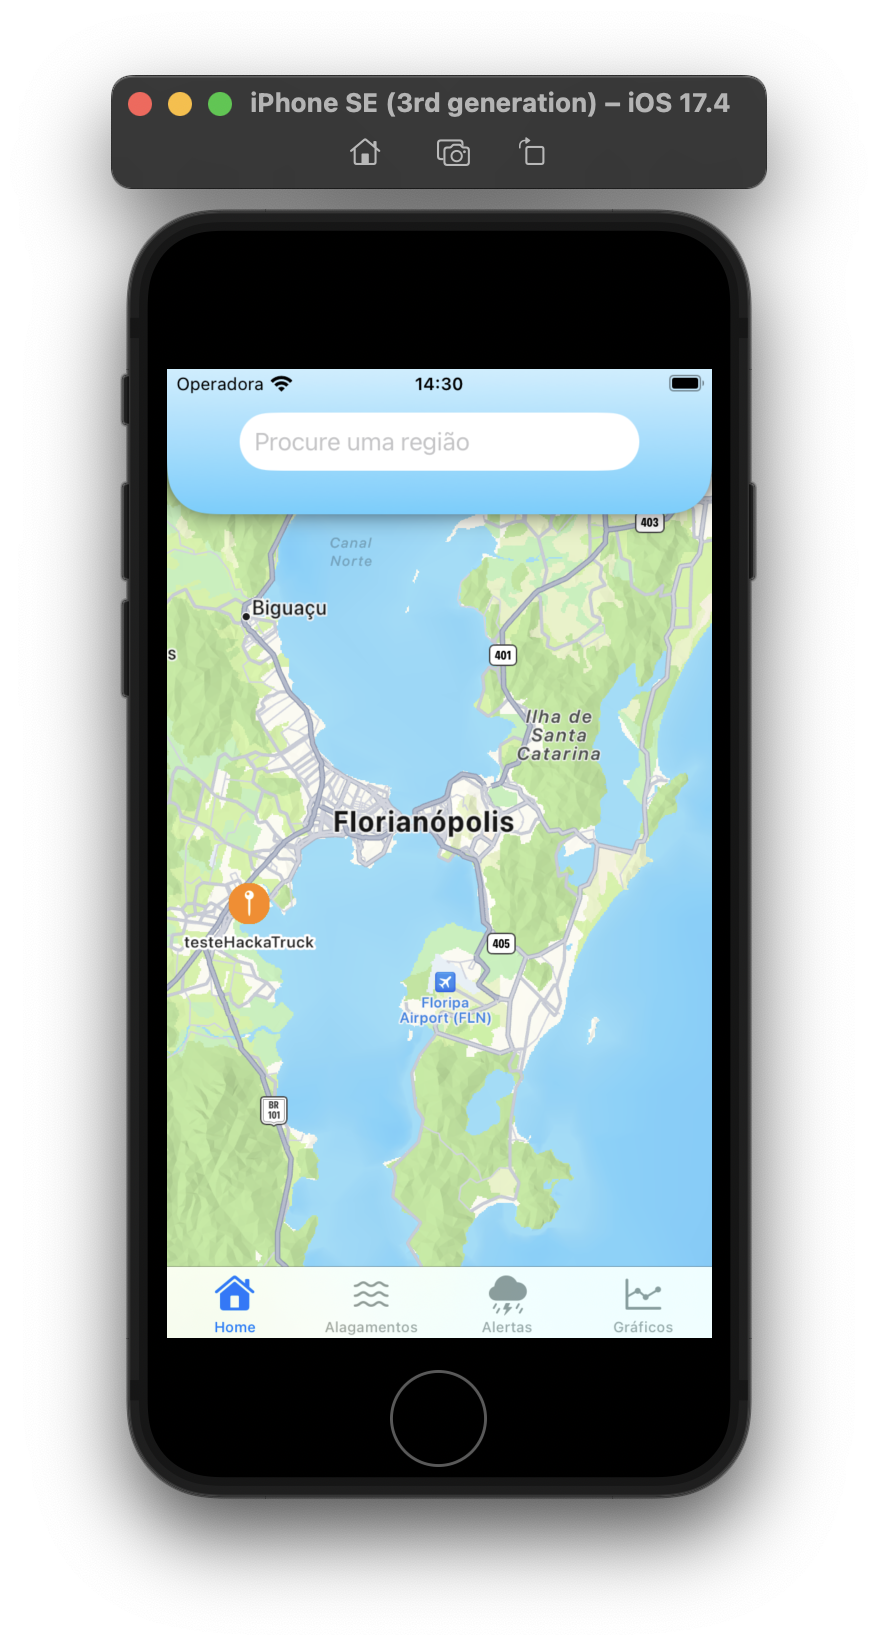 iPhone SE (3rd generation) – iOS 17.4
Operadora
14:30
Procure uma região
403
Canal
Norte
Biguaçu
s
401
Ilha de
Santa
Catarina
Florianópolis
testeHackaTruck
405
Floripa
Airport (FLN)
BR
101
Home
Alagamentos
Alertas
Gráficos